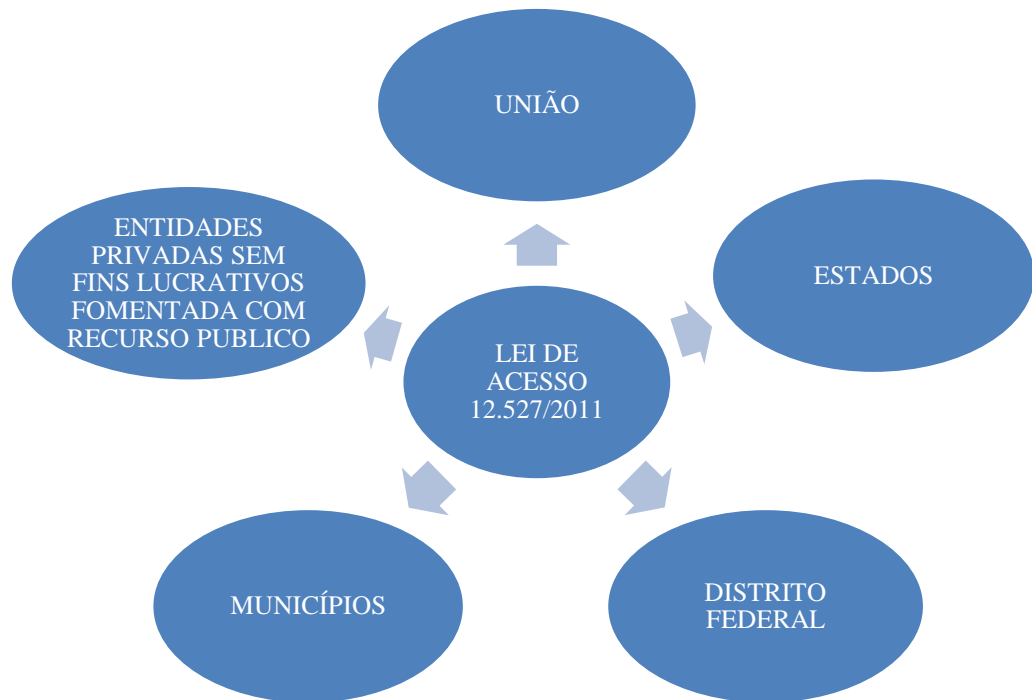 UNIÃO
ENTIDADES
PRIVADAS SEM
FINS LUCRATIVOS
FOMENTADA COM
RECURSO PUBLICO
ESTADOS
LEI DE
ACESSO
12.527/2011
MUNICÍPIOS
DISTRITO
FEDERAL